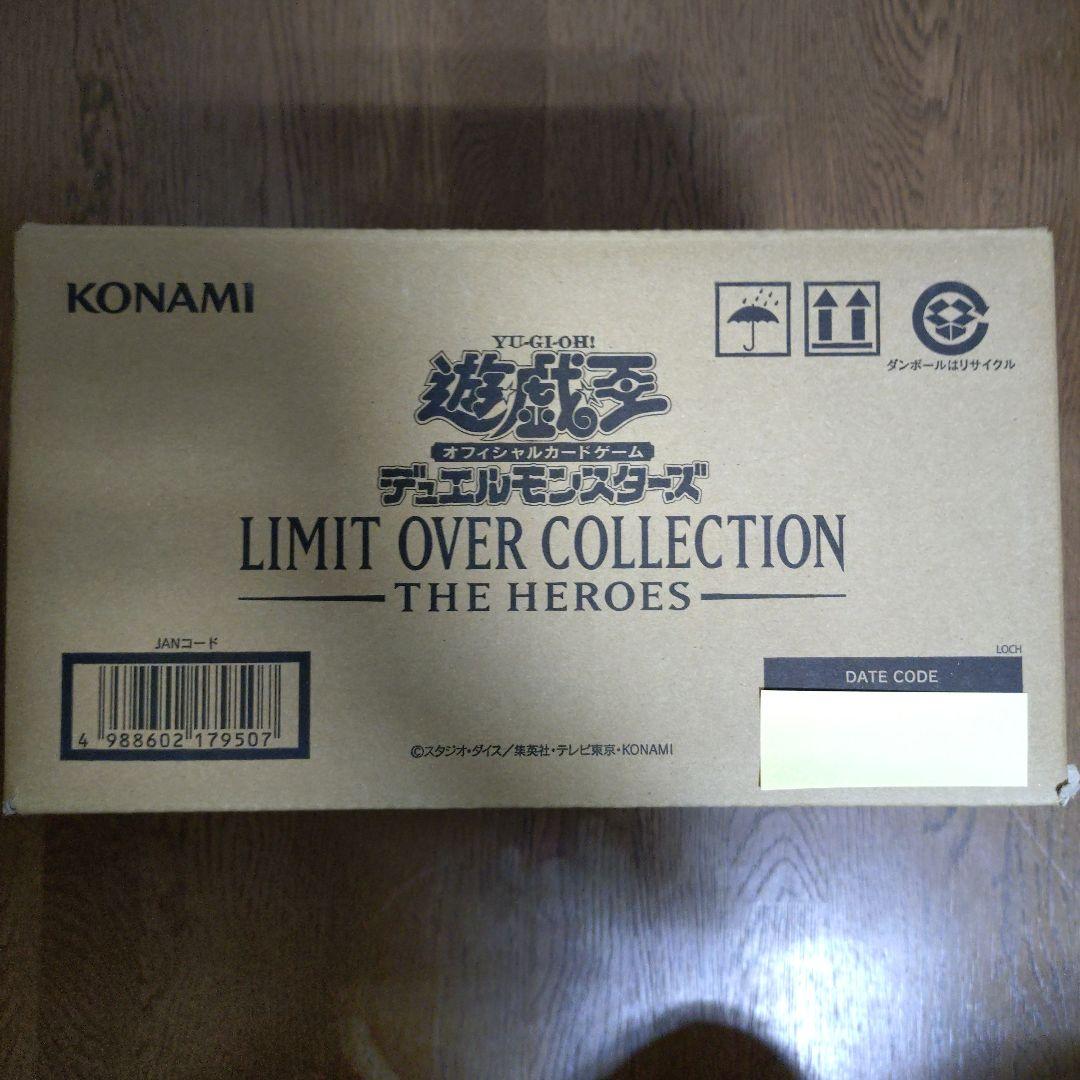 KONAMI
ダンボールはリサイクル
YU-GI-OH!
遊戯王
オフィシャルカードゲーム
デュエルモンスターズ
LIMIT OVER COLLECTION
THE HEROES
JANコード
4 988602 179507
LOCH
DATE CODE
©スタジオ・ダイス/集英社・テレビ東京・KONAMI